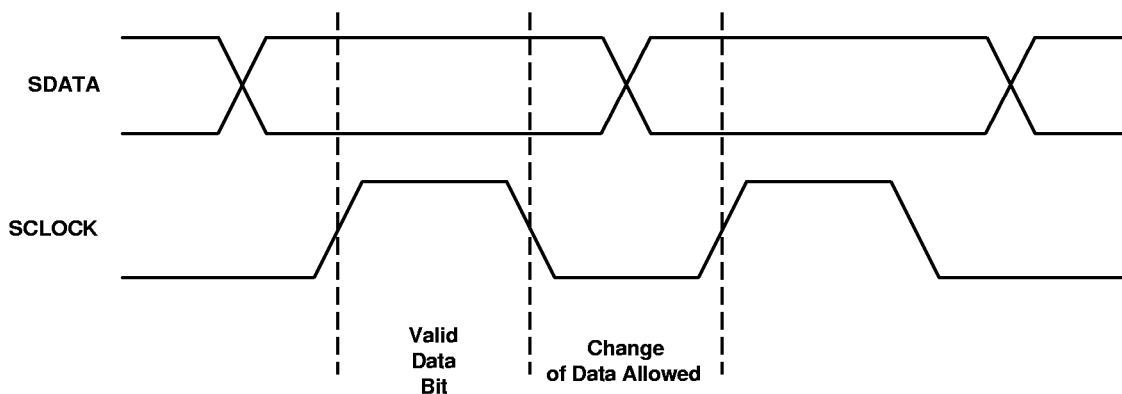 SDATA
SCLOCK
Valid
Data
Bit
Change
of Data Allowed